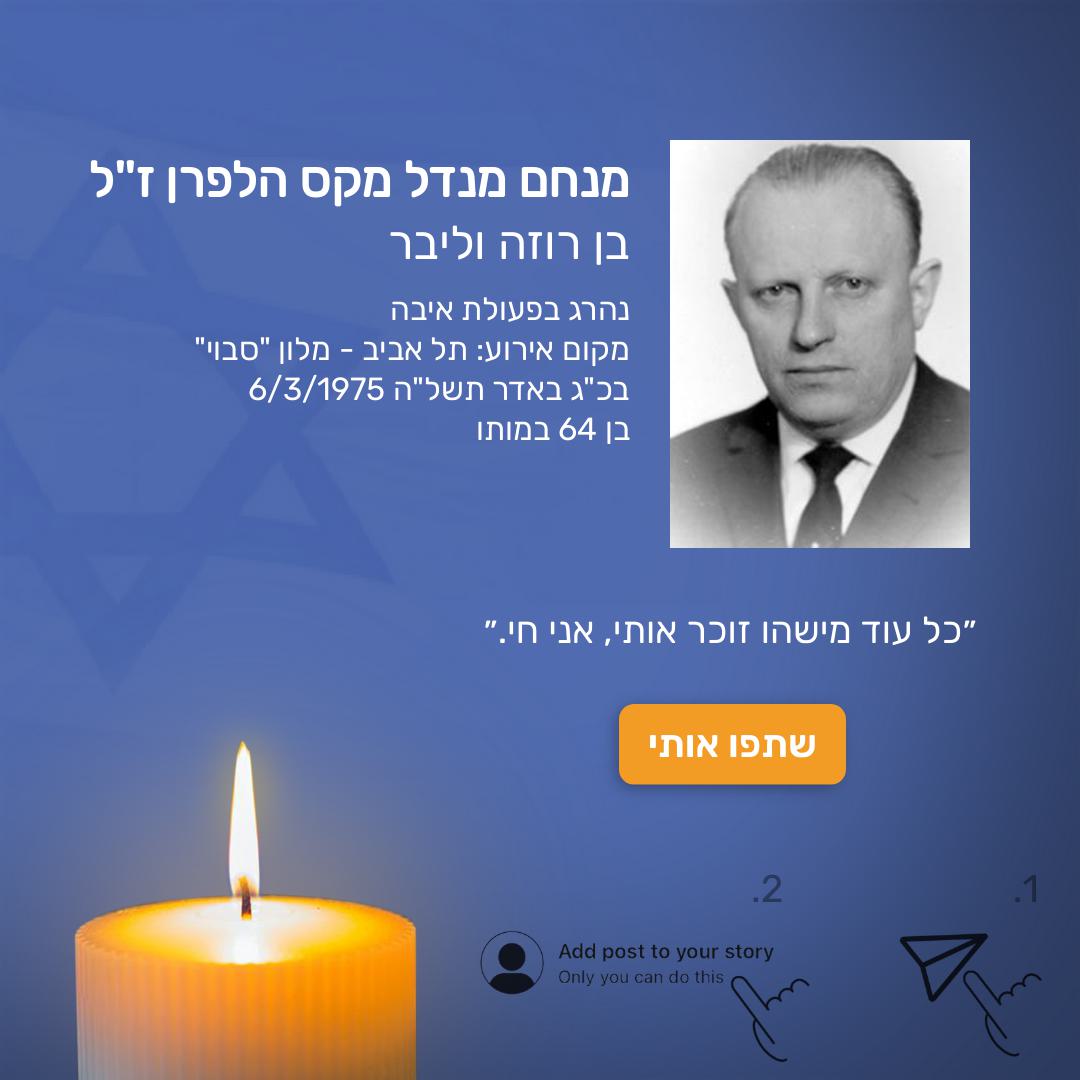 מנחם מנדל מקס הלפרן ז"ל
בן רוזה וליבר
נהרג בפעולת איבה
מקום אירוע: תל אביב - מלון "סבוי"
בכ"ג באדר תשל"ה 6/3/1975
בן 64 במותו
״כל עוד מישהו זוכר אותי, אני חי.״
שתפו אותי
.1
.2
Add post to your story
Only you can do this